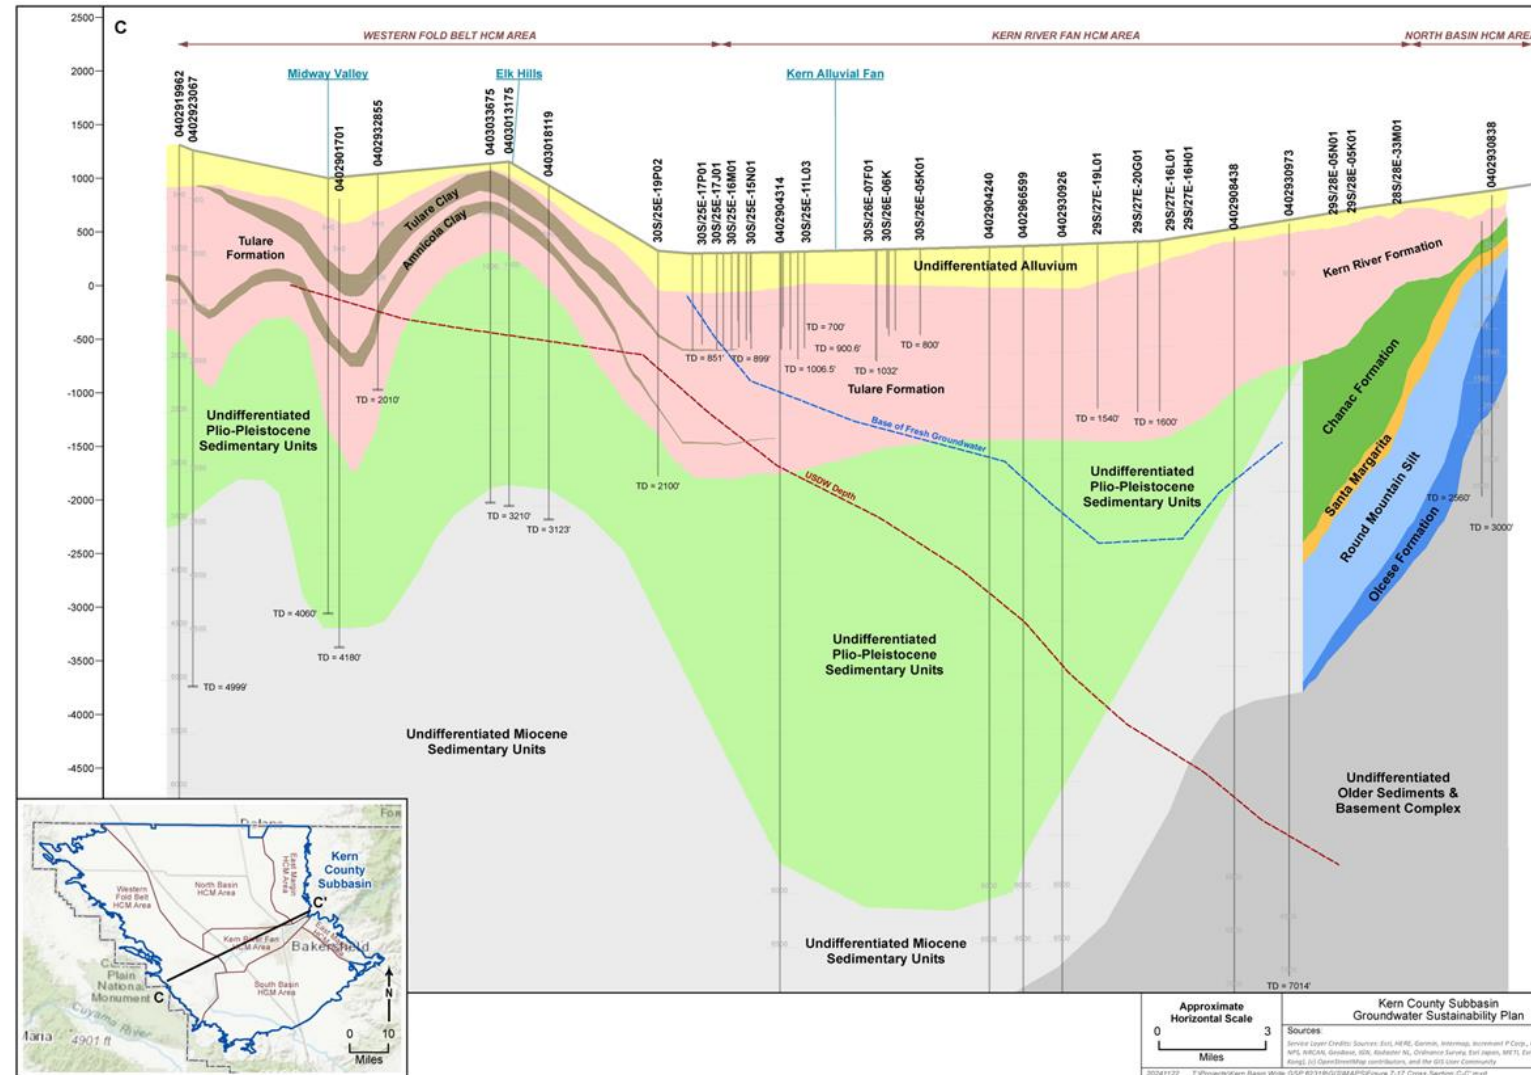 C
2500
2000
1500
1000
500
0
-500
-1000
-1500
-2000
-2500
-3000
-3500
-4000
-4500
WESTERN FOLD BELT HCM AREA
KERN RIVER FAN HCM AREA
NORTH BASIN HCM AREA
Midway Valley
Elk Hills
Kern Alluvial Fan
0402919962
0402923067
0402901701
0402932855
0403033675
0403013175
0403018119
30S/25E-19P02
30S/25E-17P01
30S/25E-17J01
30S/25E-16M01
30S/25E-15N01
0402904314
30S/25E-11L03
30S/26E-07F01
30S/26E-06K
30S/26E-05K01
0402904240
0402966599
0402930926
29S/27E-19L01
29S/27E-20G01
29S/27E-16L01
29S/27E-16H01
0402908438
0402930973
29S/28E-05N01
29S/28E-05K01
28S/28E-33M01
0402930838
Tulare
Formation
Tulare Clay
Amnicola Clay
Undifferentiated Alluvium
Kern River Formation
TD = 700'
TD = 900.6'
TD = 800'
TD = 851'
TD = 899'
TD = 1006.5'
TD = 1032'
Tulare Formation
TD = 2010'
TD = 1540'
TD = 1600'
Base of Fresh Groundwater
Undifferentiated
Plio-Pleistocene
Sedimentary Units
USDW Depth
Undifferentiated
Plio-Pleistocene
Sedimentary Units
Chanac Formation
Santa Margarita
Round Mountain Silt
Olcese Formation
TD = 2100'
TD = 3210'
TD = 3123'
TD = 2560'
TD = 3000'
TD = 4060'
TD = 4180'
TD = 4999'
Undifferentiated
Plio-Pleistocene
Sedimentary Units
Undifferentiated Miocene
Sedimentary Units
Undifferentiated
Older Sediments &
Basement Complex
Undifferentiated Miocene
Sedimentary Units
TD = 7014'
Kern
County
Subbasin
Western
Fold Belt
HCM Area
North Basin
HCM Area
East Margin
HCM Area
C'
Kern River Fan
HCM Area
Bakersfield
South Basin
HCM Area
Plain
National
Monument
C
Cuyama River
4901 ft
N
0 10
Miles
Approximate
Horizontal Scale
0 3
Miles
Kern County Subbasin
Groundwater Sustainability Plan
Sources: